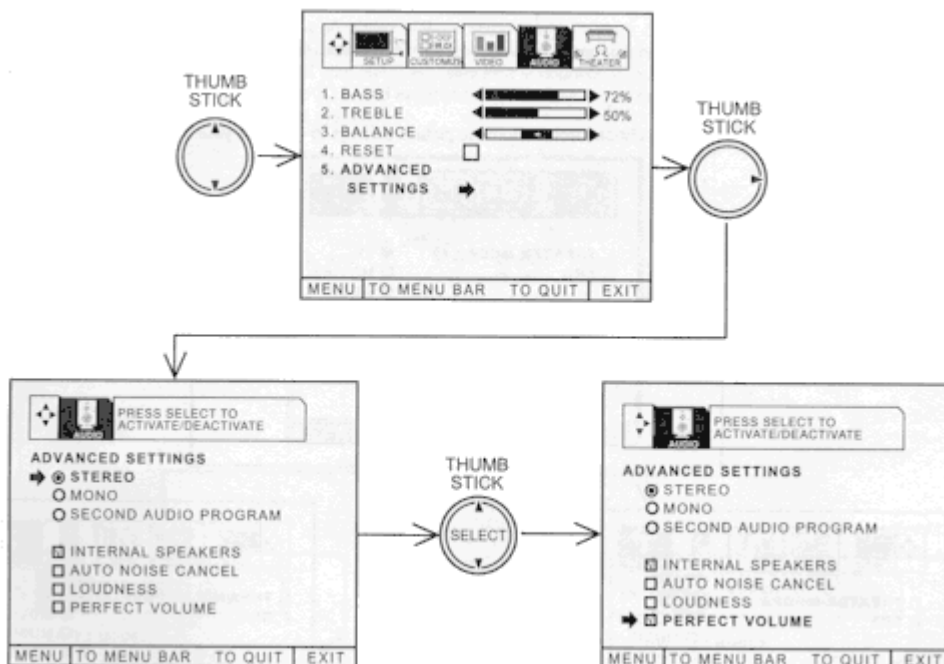 THUMB
STICK
SETUP CUSTOMIZE VIDEO AUDIO THEATER
1. BASS 72%
2. TREBLE 50%
3. BALANCE
4. RESET
5. ADVANCED
SETTINGS
MENU TO MENU BAR TO QUIT EXIT
THUMB
STICK
AUDIO
PRESS SELECT TO
ACTIVATE/DEACTIVATE
ADVANCED SETTINGS
STEREO
MONO
SECOND AUDIO PROGRAM
INTERNAL SPEAKERS
AUTO NOISE CANCEL
LOUDNESS
PERFECT VOLUME
MENU TO MENU BAR TO QUIT EXIT
THUMB
STICK
SELECT
AUDIO
PRESS SELECT TO
ACTIVATE/DEACTIVATE
ADVANCED SETTINGS
STEREO
MONO
SECOND AUDIO PROGRAM
INTERNAL SPEAKERS
AUTO NOISE CANCEL
LOUDNESS
PERFECT VOLUME
MENU TO MENU BAR TO QUIT EXIT